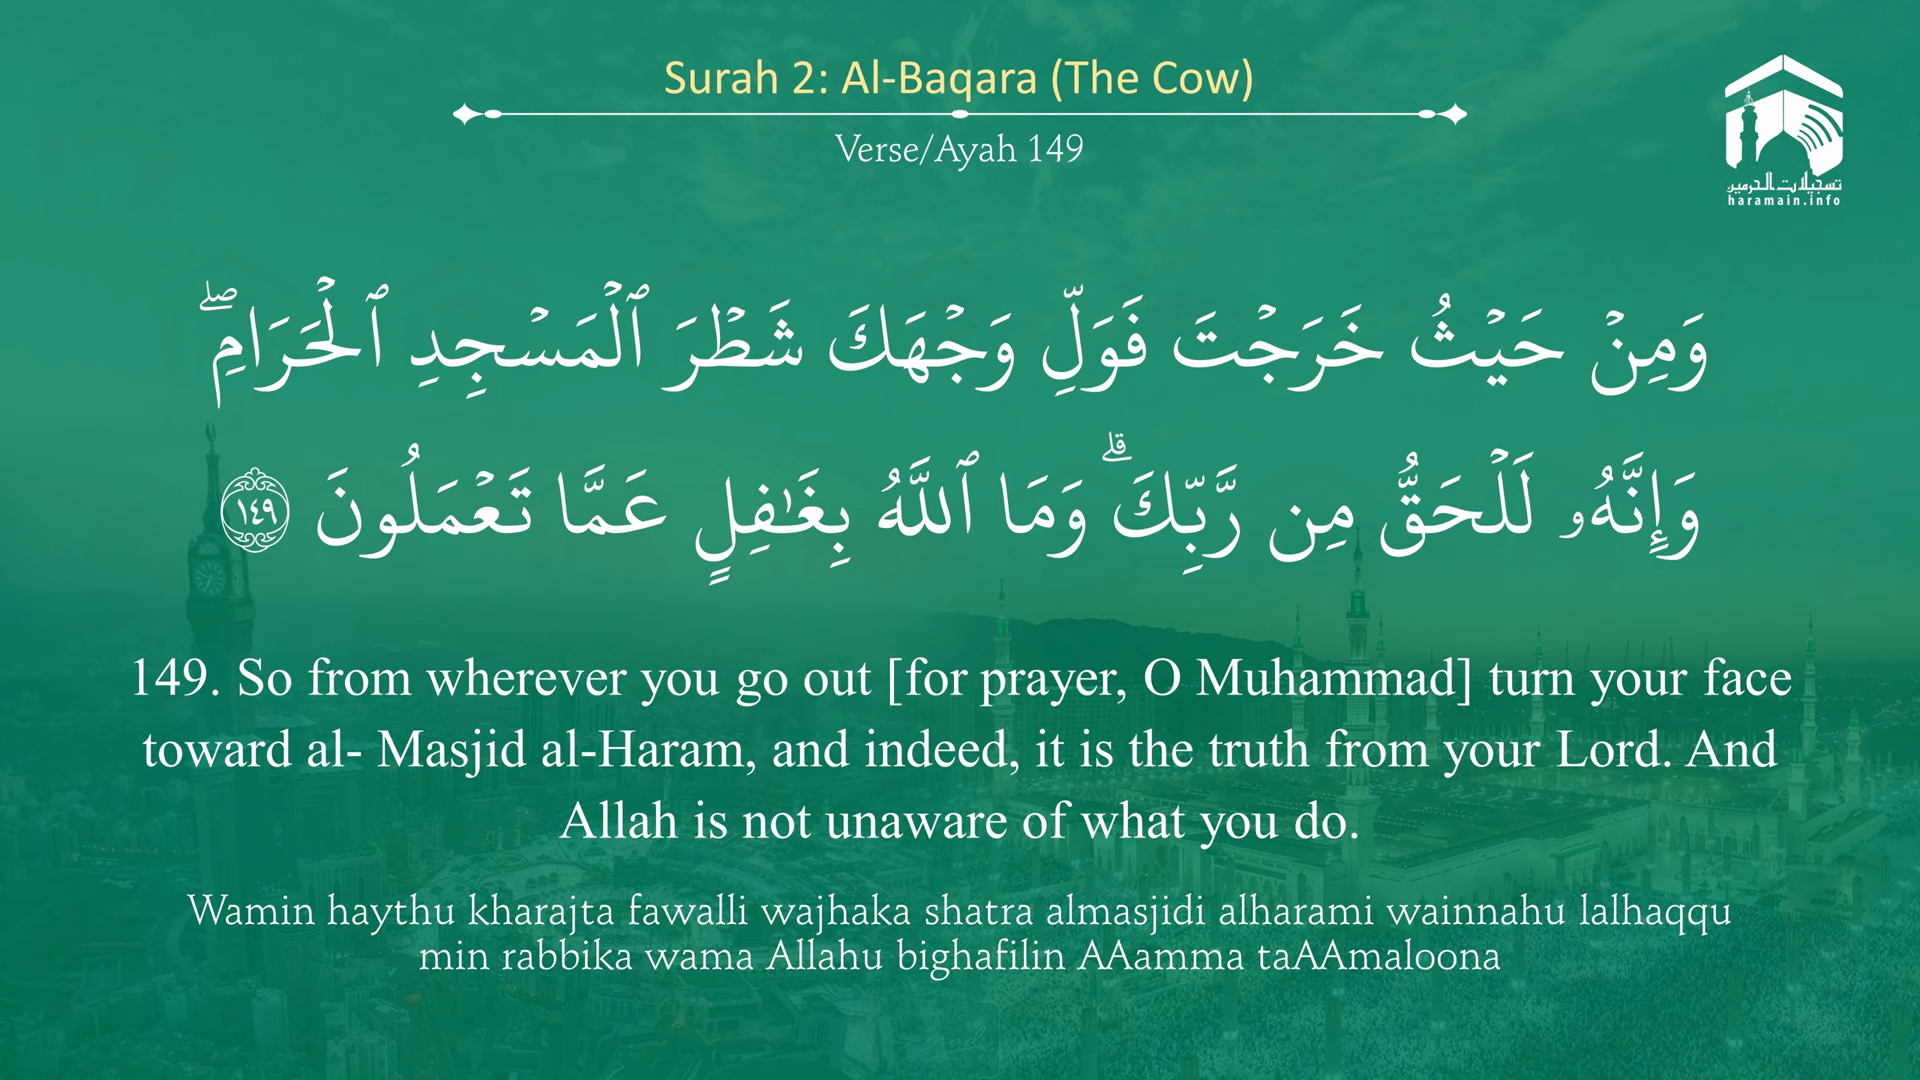 Surah 2: Al-Baqara (The Cow)
Verse/Ayah 149
تسجيلات الحرمين
haramain.info
وَمِنْ حَيْثُ خَرَجْتَ فَوَلِّ وَجْهَكَ شَطْرَ ٱلْمَسْجِدِ ٱلْحَرَامِ ۖ
وَإِنَّهُۥ لَلْحَقُّ مِن رَّبِّكَ ۗ وَمَا ٱللَّهُ بِغَـٰفِلٍ عَمَّا تَعْمَلُونَ ١٤٩
149. So from wherever you go out [for prayer, O Muhammad] turn your face
toward al- Masjid al-Haram, and indeed, it is the truth from your Lord. And
Allah is not unaware of what you do.
Wamin haythu kharajta fawalli wajhaka shatra almasjidi alharami wainnahu lalhaqqu
min rabbika wama Allahu bighafilin AAamma taAAmaloona